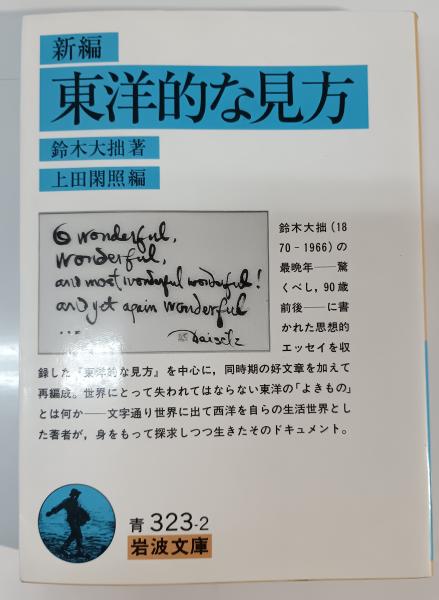 新編
東洋的な見方
鈴木大拙著
上田閑照編
O wonderful,
wonderful,
and most wonderful wonderful!
and yet again wonderful
...
Daisetz
鈴木大拙(18
70-1966)の
最晩年――驚
くべし,90歳
前後――に書
かれた思想的
エッセイを収
録した『東洋的な見方』を中心に,同時期の好文章を加えて
再編成。世界にとって失われてはならない東洋の「よきもの」
とは何か――文字通り世界に出て西洋を自らの生活世界とし
た著者が,身をもって探求しつつ生きたそのドキュメント。
青 323-2
岩波文庫